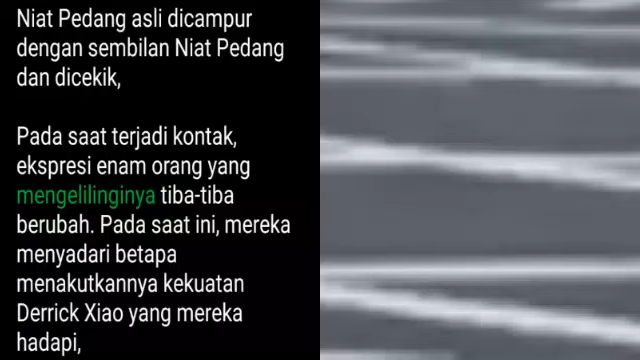 Niat Pedang asli dicampur
dengan sembilan Niat Pedang
dan dicekik,
Pada saat terjadi kontak,
ekspresi enam orang yang
mengelilinginya tiba-tiba
berubah. Pada saat ini, mereka
menyadari betapa
menakutkannya kekuatan
Derrick Xiao yang mereka
hadapi,